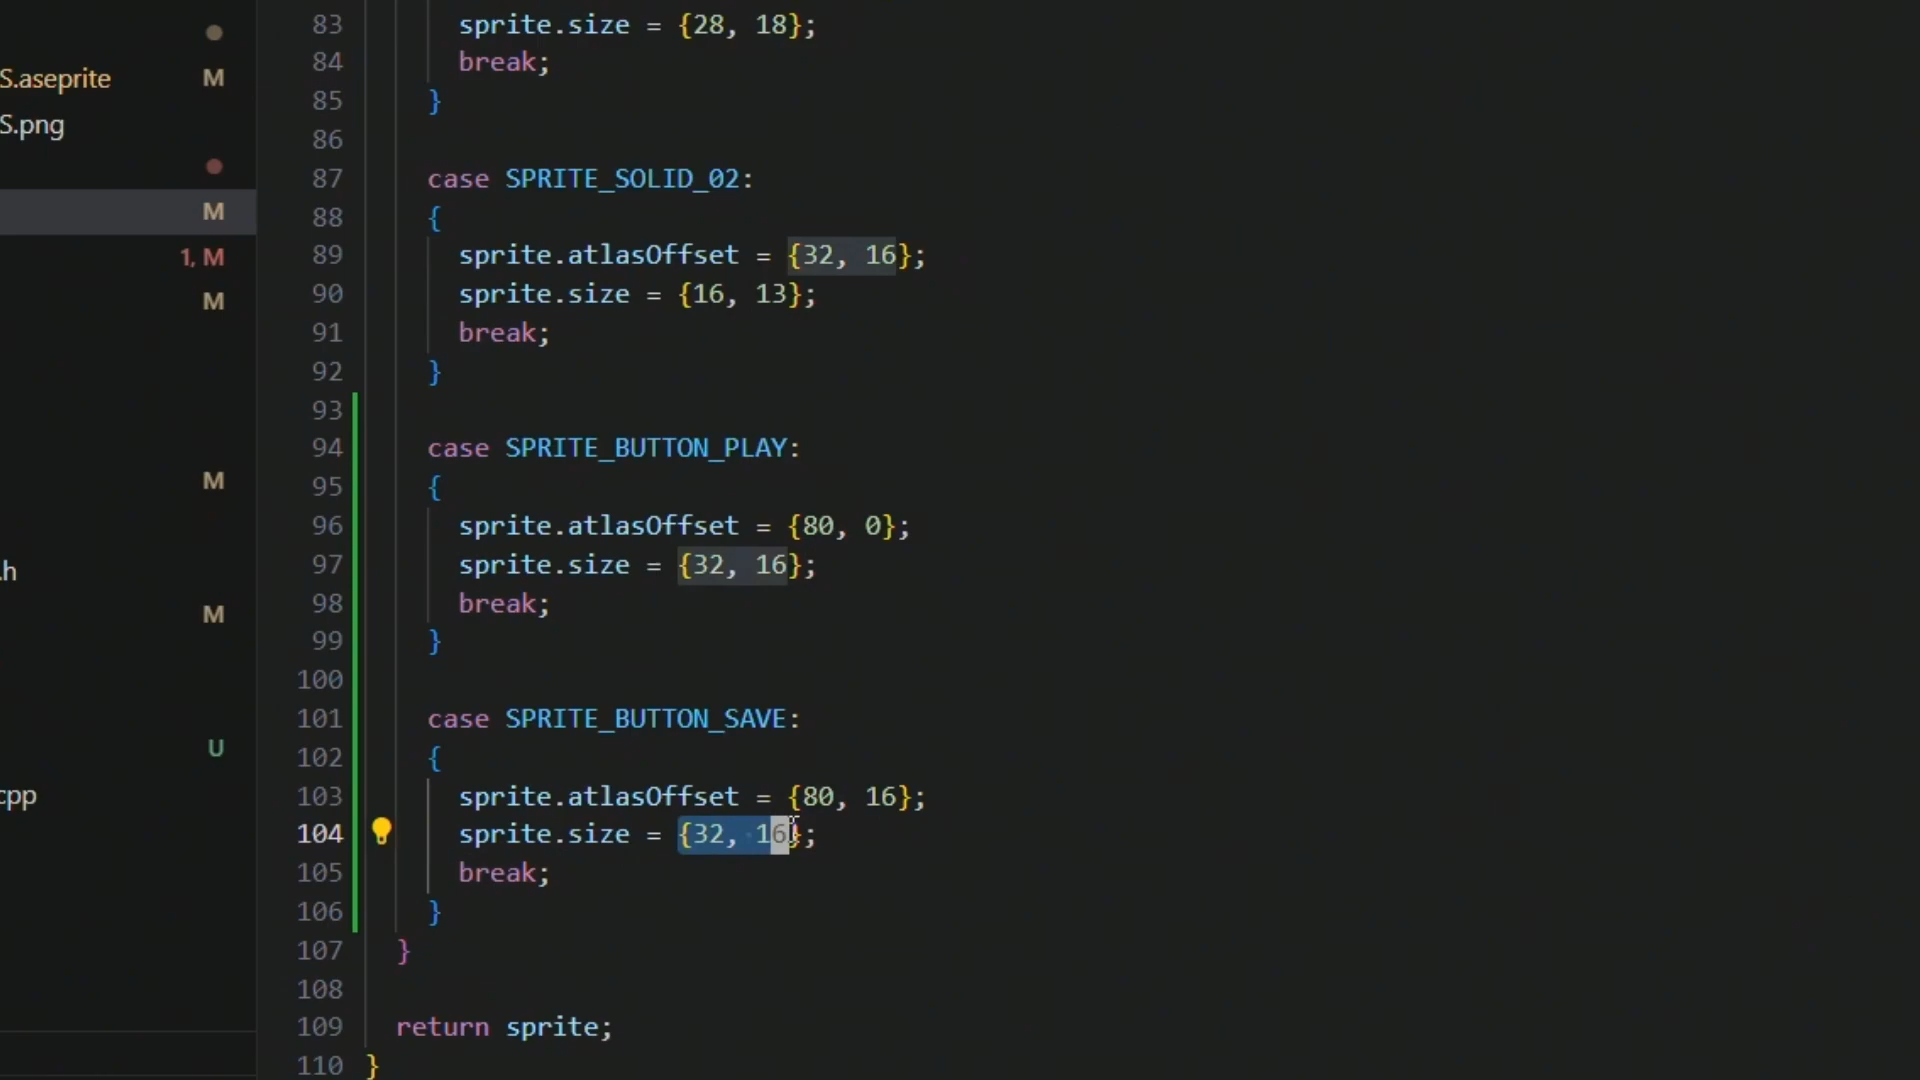 S.aseprite M
S.png
M
1, M
M
M
.h
M
U
cpp
83 sprite.size = {28, 18};
84 break;
85 }
86
87 case SPRITE_SOLID_02:
88 {
89 sprite.atlasOffset = {32, 16};
90 sprite.size = {16, 13};
91 break;
92 }
93
94 case SPRITE_BUTTON_PLAY:
95 {
96 sprite.atlasOffset = {80, 0};
97 sprite.size = {32, 16};
98 break;
99 }
100
101 case SPRITE_BUTTON_SAVE:
102 {
103 sprite.atlasOffset = {80, 16};
104 sprite.size = {32, 16};
105 break;
106 }
107 }
108
109 return sprite;
110 }